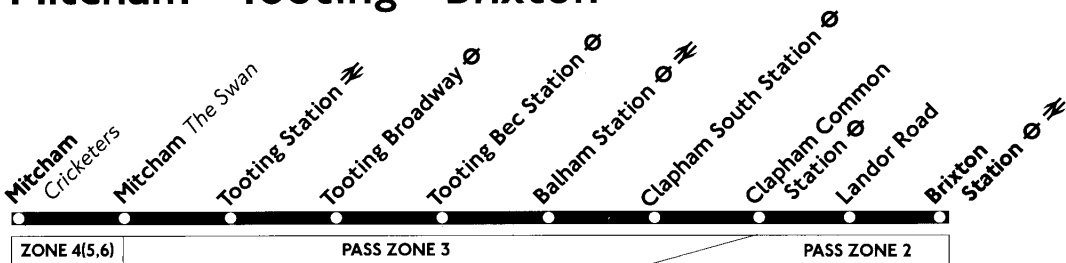 Mitcham Tooting Brixton
Mitcham
Cricketers
Mitcham The Swan
Tooting Station
Tooting Broadway
Tooting Bec Station
Balham Station
Clapham South Station
Clapham Common
Station
Landor Road
Brixton
Station
ZONE 4(5,6)
PASS ZONE 3
PASS ZONE 2